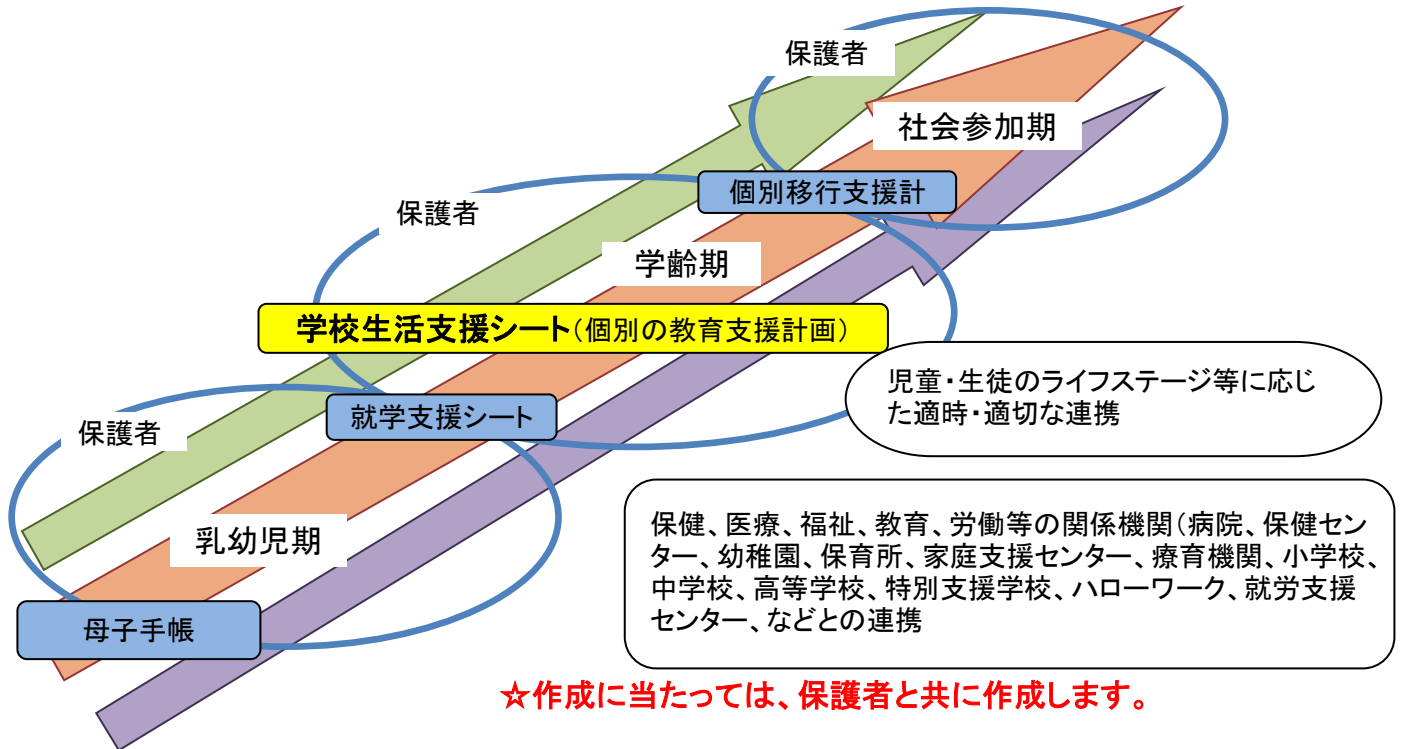 保護者
社会参加期
個別移行支援計
保護者
学齢期
学校生活支援シート(個別の教育支援計画)
児童・生徒のライフステージ等に応じ
た適時・適切な連携
就学支援シート
保護者
保健、医療、福祉、教育、労働等の関係機関(病院、保健セン
ター、幼稚園、保育所、家庭支援センター、療育機関、小学校、
中学校、高等学校、特別支援学校、ハローワーク、就労支援
センター、などとの連携
乳幼児期
母子手帳
☆作成に当たっては、保護者と共に作成します。